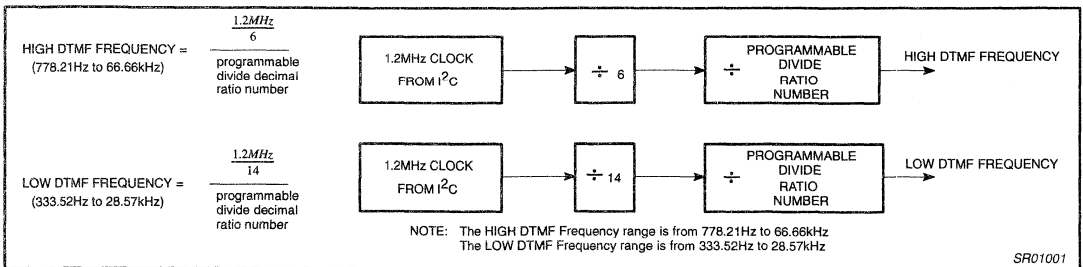 HIGH DTMF FREQUENCY =
(778.21Hz to 66.66kHz)
1.2MHz
6
programmable
divide decimal
ratio number
1.2MHz CLOCK
FROM I²C
÷ 6
÷
PROGRAMMABLE
DIVIDE
RATIO
NUMBER
HIGH DTMF FREQUENCY
LOW DTMF FREQUENCY =
(333.52Hz to 28.57kHz)
1.2MHz
14
programmable
divide decimal
ratio number
1.2MHz CLOCK
FROM I²C
÷ 14
÷
PROGRAMMABLE
DIVIDE
RATIO
NUMBER
LOW DTMF FREQUENCY
NOTE: The HIGH DTMF Frequency range is from 778.21Hz to 66.66kHz
The LOW DTMF Frequency range is from 333.52Hz to 28.57kHz
SR01001